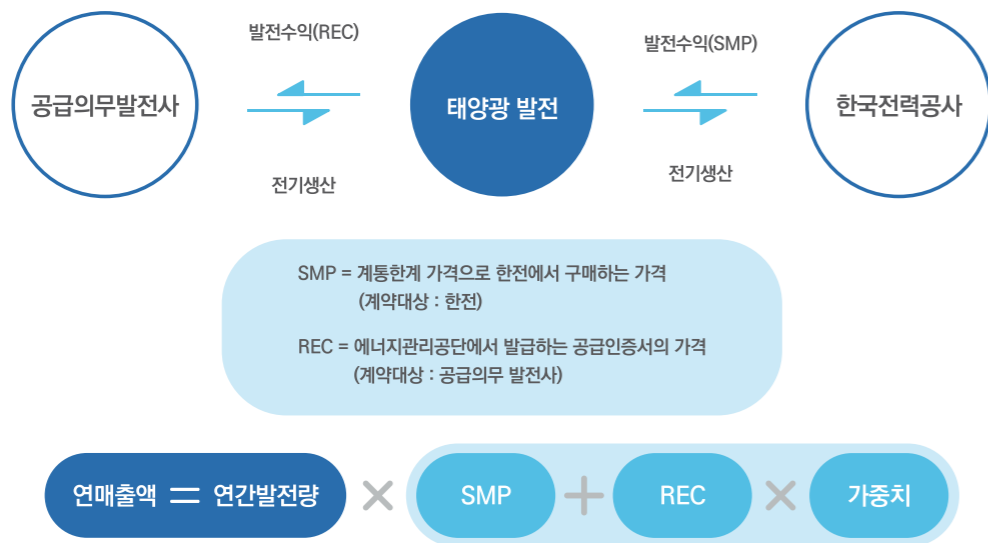 발전수익(REC)
발전수익(SMP)
공급의무발전사
태양광 발전
한국전력공사
전기생산
전기생산
SMP = 계통한계 가격으로 한전에서 구매하는 가격
(계약대상 : 한전)
REC = 에너지관리공단에서 발급하는 공급인증서의 가격
(계약대상 : 공급의무 발전사)
연매출액 = 연간발전량 × SMP + REC × 가중치